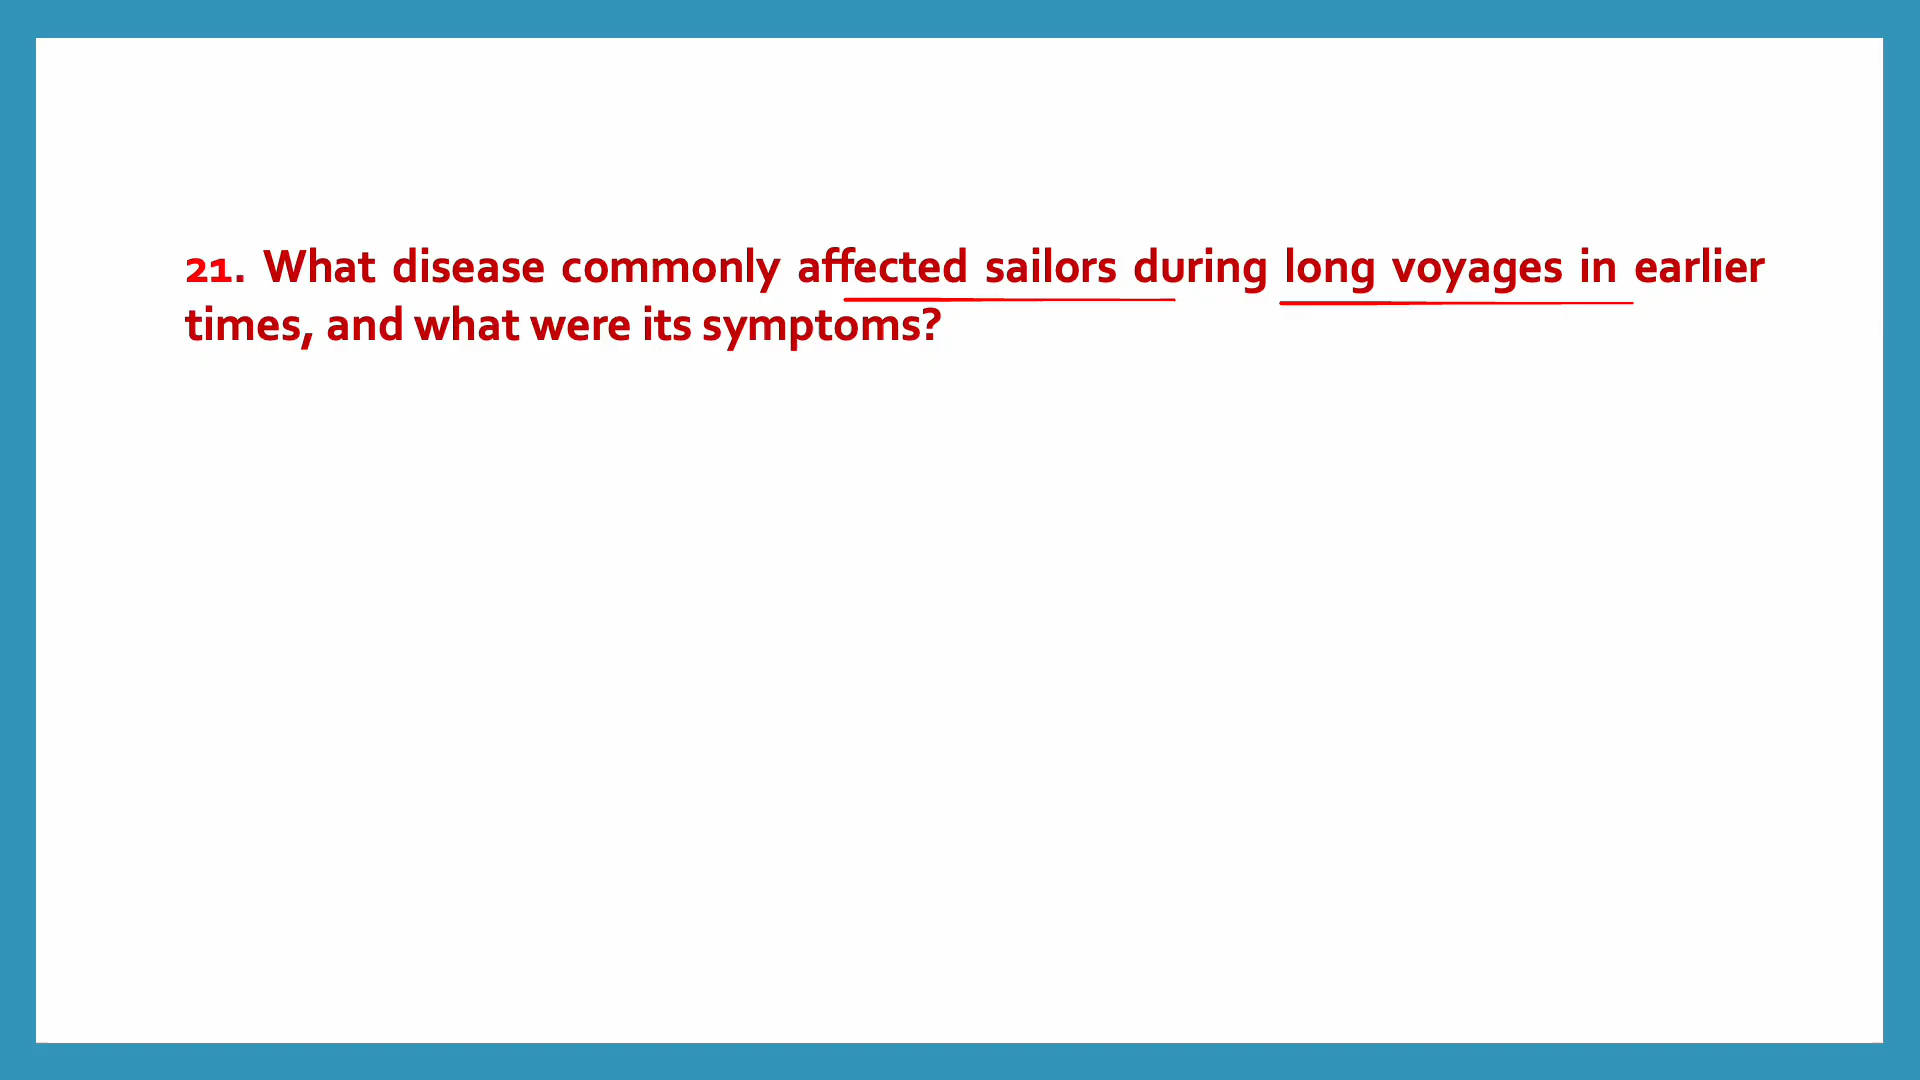 21. What disease commonly affected sailors during long voyages in earlier
times, and what were its symptoms?